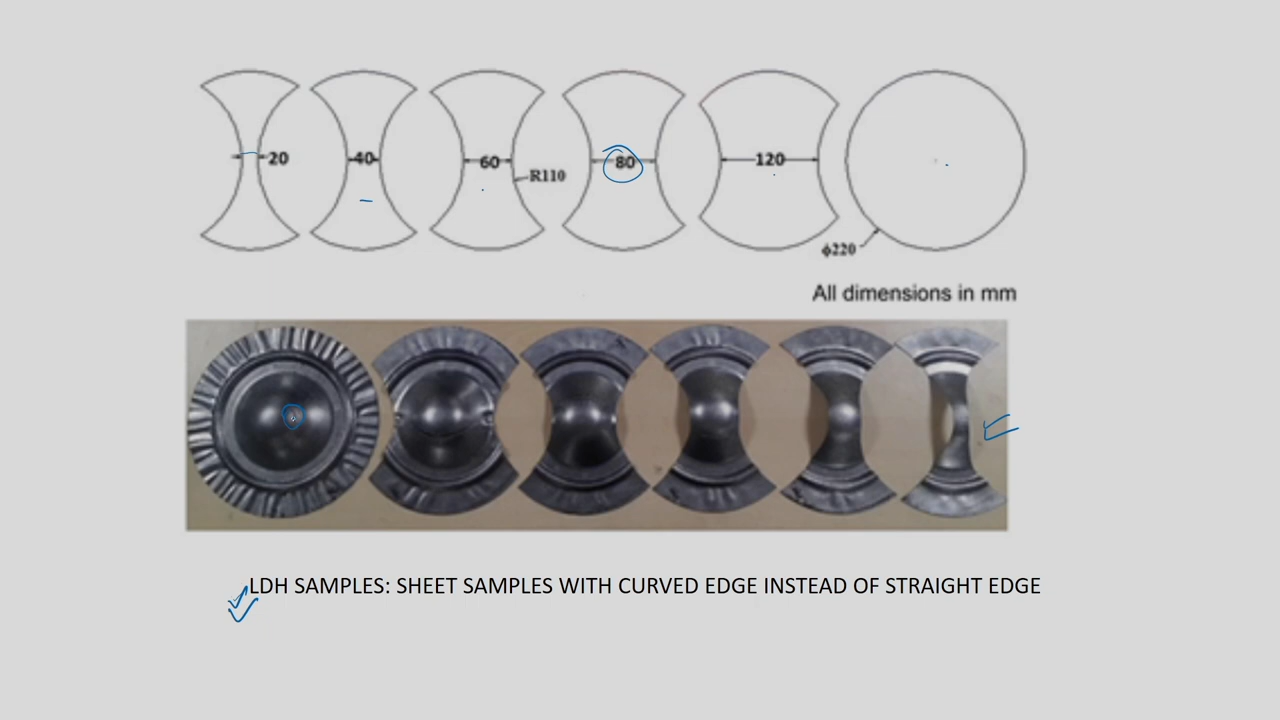 20
40
60
R110
80
120
ϕ220
All dimensions in mm
LDH SAMPLES: SHEET SAMPLES WITH CURVED EDGE INSTEAD OF STRAIGHT EDGE